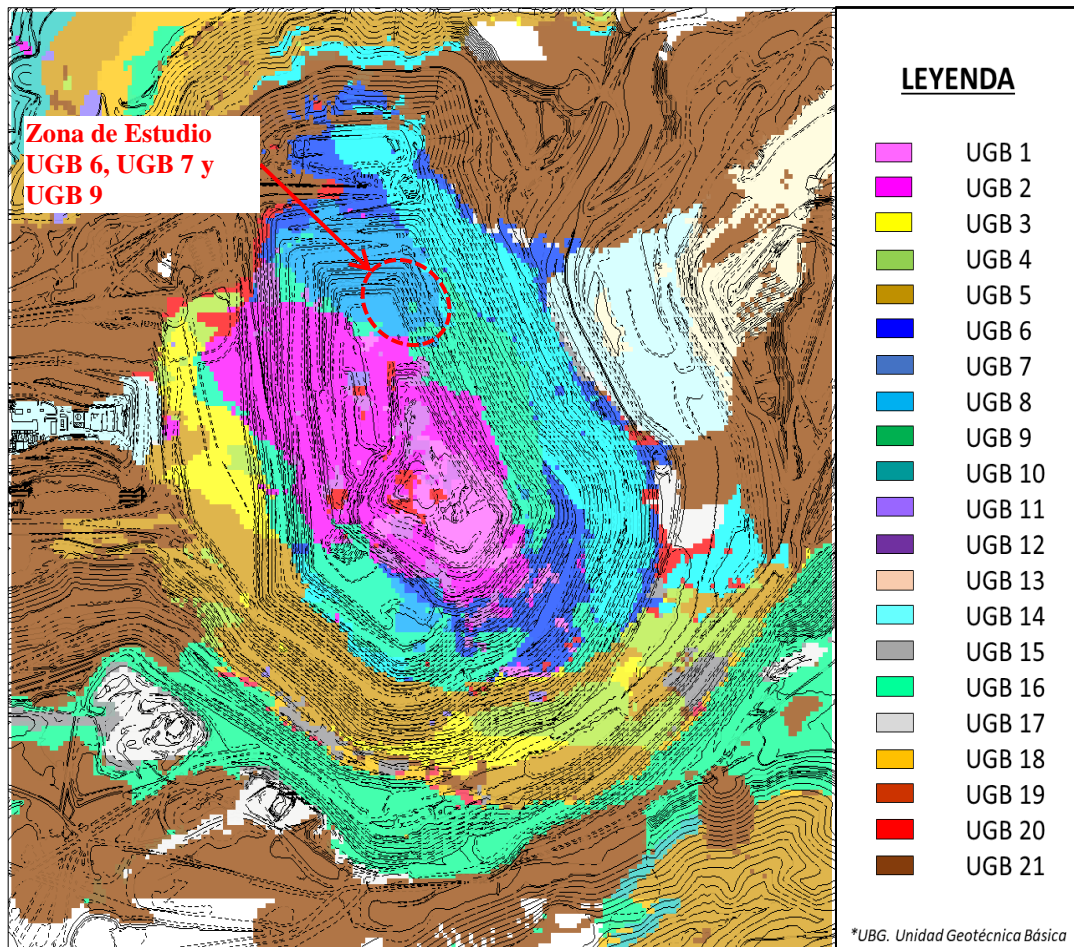 Zona de Estudio
UGB 6, UGB 7 y
UGB 9
LEYENDA
UGB 1
UGB 2
UGB 3
UGB 4
UGB 5
UGB 6
UGB 7
UGB 8
UGB 9
UGB 10
UGB 11
UGB 12
UGB 13
UGB 14
UGB 15
UGB 16
UGB 17
UGB 18
UGB 19
UGB 20
UGB 21
*UBG. Unidad Geotécnica Básica